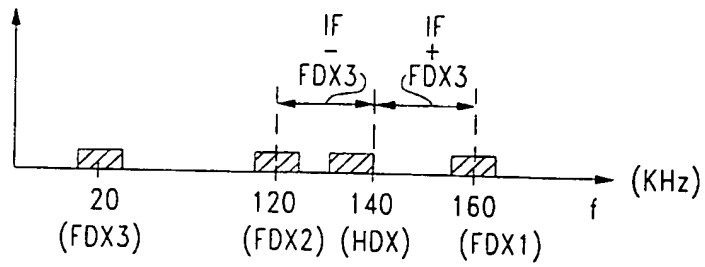 IF
−
FDX3
IF
+
FDX3
20 120 140 160 f (KHz)
(FDX3) (FDX2) (HDX) (FDX1)